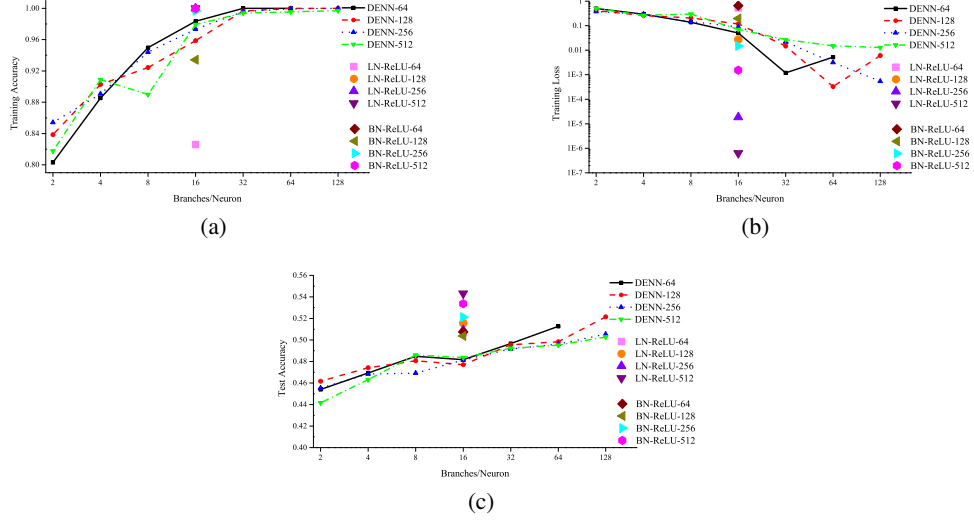 1.00
0.96
0.92
0.88
0.84
0.80
Training Accuracy
2 4 8 16 32 64 128
Branches/Neuron
DENN-64
DENN-128
DENN-256
DENN-512
LN-ReLU-64
LN-ReLU-128
LN-ReLU-256
LN-ReLU-512
BN-ReLU-64
BN-ReLU-128
BN-ReLU-256
BN-ReLU-512
(a)
1
0.1
0.01
1E-3
1E-4
1E-5
1E-6
1E-7
Training Loss
2 4 8 16 32 64 128
Branches/Neuron
DENN-64
DENN-128
DENN-256
DENN-512
LN-ReLU-64
LN-ReLU-128
LN-ReLU-256
LN-ReLU-512
BN-ReLU-64
BN-ReLU-128
BN-ReLU-256
BN-ReLU-512
(b)
0.56
0.54
0.52
0.50
0.48
0.46
0.44
0.42
0.40
Test Accuracy
2 4 8 16 32 64 128
Branches/Neuron
DENN-64
DENN-128
DENN-256
DENN-512
LN-ReLU-64
LN-ReLU-128
LN-ReLU-256
LN-ReLU-512
BN-ReLU-64
BN-ReLU-128
BN-ReLU-256
BN-ReLU-512
(c)